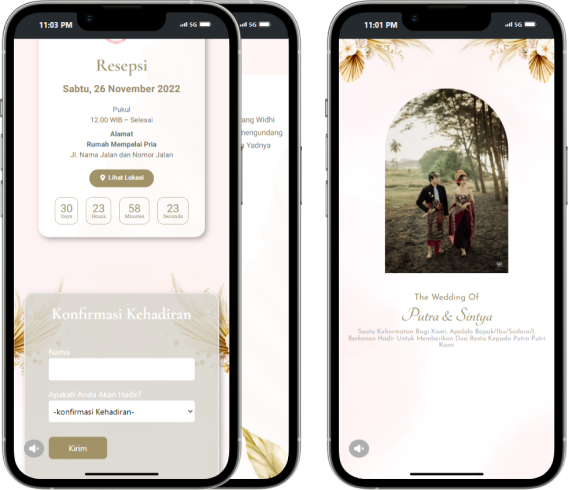 11:03 PM
5G
Resepsi
Sabtu, 26 November 2022
Pukul
12.00 WIB – Selesai
Alamat
Rumah Mempelai Pria
Jl. Nama Jalan dan Nomor Jalan
Lihat Lokasi
30 23 58 23
Days Hours Minutes Seconds
Konfirmasi Kehadiran
Nama
Apakah Anda Akan Hadir?
-konfirmasi Kehadiran-
Kirim
5G
ang Widhi
mengundang
Yadnya
11:01 PM
5G
The Wedding Of
Putra & Sintya
Suatu Kehormatan Bagi Kami, Apabila Bapak/Ibu/Sodara/i,
Berkenan Hadir Untuk Memberikan Doa Restu Kepada Putra Putri
Kami